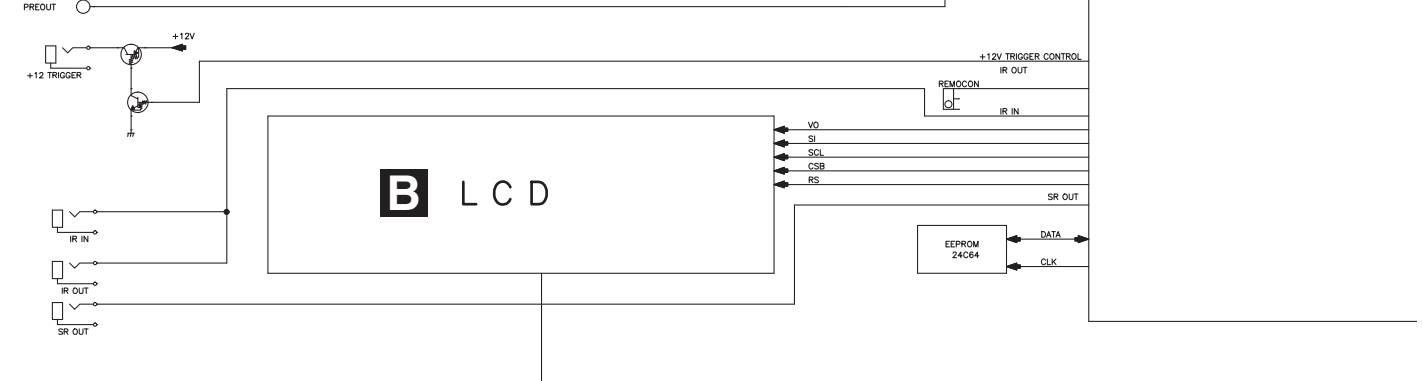 PREOUT
+12V
+12 TRIGGER
+12V TRIGGER CONTROL
IR OUT
REMOCON
IR IN
VO
SI
SCL
CSB
RS
B LCD
SR OUT
IR IN
DATA
EEPROM
24C64
CLK
IR OUT
SR OUT